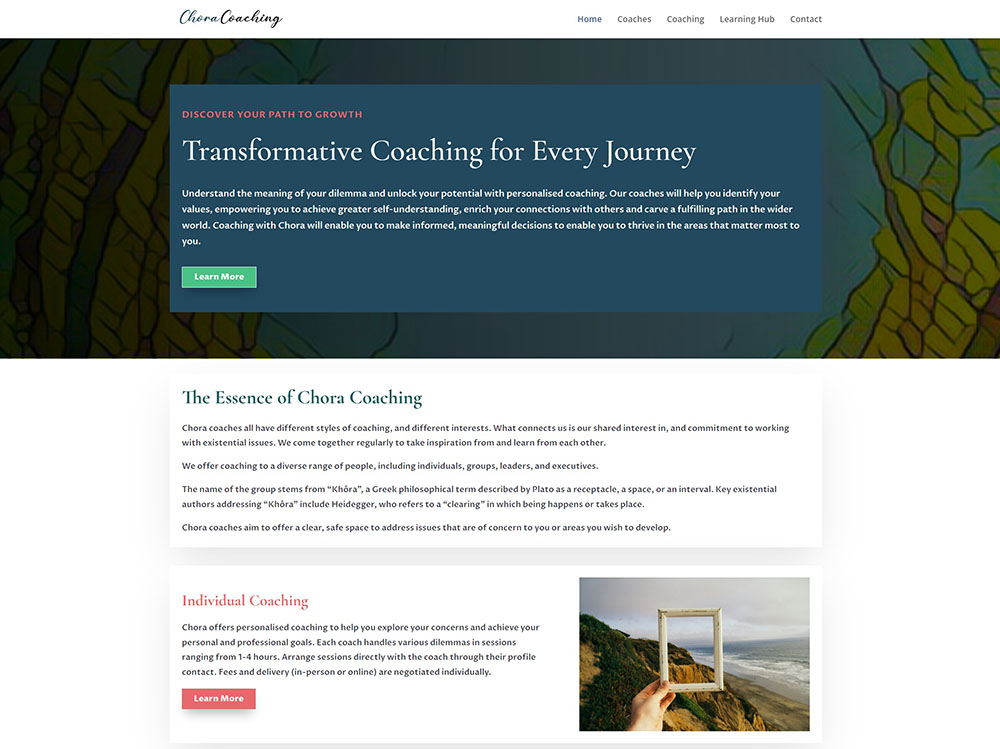 Chora Coaching
Home Coaches Coaching Learning Hub Contact
DISCOVER YOUR PATH TO GROWTH
Transformative Coaching for Every Journey
Understand the meaning of your dilemma and unlock your potential with personalised coaching. Our coaches will help you identify your
values, empowering you to achieve greater self-understanding, enrich your connections with others and carve a fulfilling path in the wider
world. Coaching with Chora will enable you to make informed, meaningful decisions to enable you to thrive in the areas that matter most to
you.
Learn More
The Essence of Chora Coaching
Chora coaches all have different styles of coaching, and different interests. What connects us is our shared interest in, and commitment to working
with existential issues. We come together regularly to take inspiration from and learn from each other.
We offer coaching to a diverse range of people, including individuals, groups, leaders, and executives.
The name of the group stems from “Khôra”, a Greek philosophical term described by Plato as a receptacle, a space, or an interval. Key existential
authors addressing “Khôra” include Heidegger, who refers to a “clearing” in which being happens or takes place.
Chora coaches aim to offer a clear, safe space to address issues that are of concern to you or areas you wish to develop.
Individual Coaching
Chora offers personalised coaching to help you explore your concerns and achieve your
personal and professional goals. Each coach handles various dilemmas in sessions
ranging from 1-4 hours. Arrange sessions directly with the coach through their profile
contact. Fees and delivery (in-person or online) are negotiated individually.
Learn More